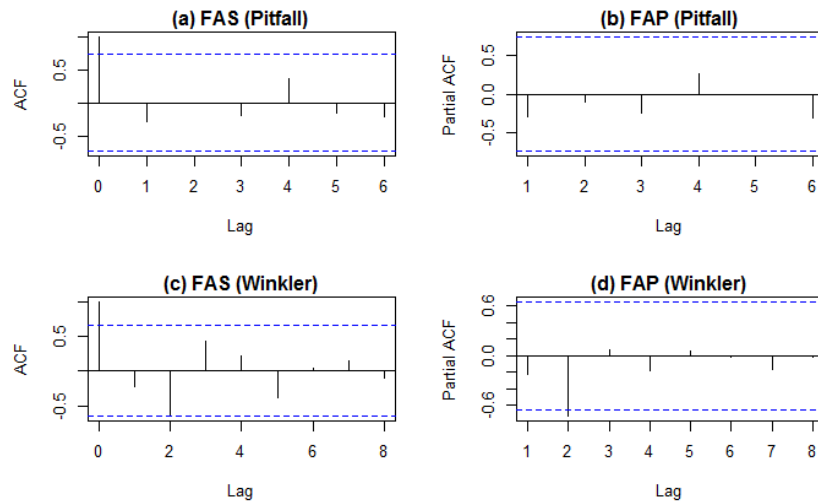 (a) FAS (Pitfall)
ACF
0.5
-0.5
0 1 2 3 4 5 6
Lag
(b) FAP (Pitfall)
Partial ACF
0.5
0.0
-0.5
1 2 3 4 5 6
Lag
(c) FAS (Winkler)
ACF
0.5
-0.5
0 2 4 6 8
Lag
(d) FAP (Winkler)
Partial ACF
0.6
0.0
-0.6
1 2 3 4 5 6 7 8
Lag